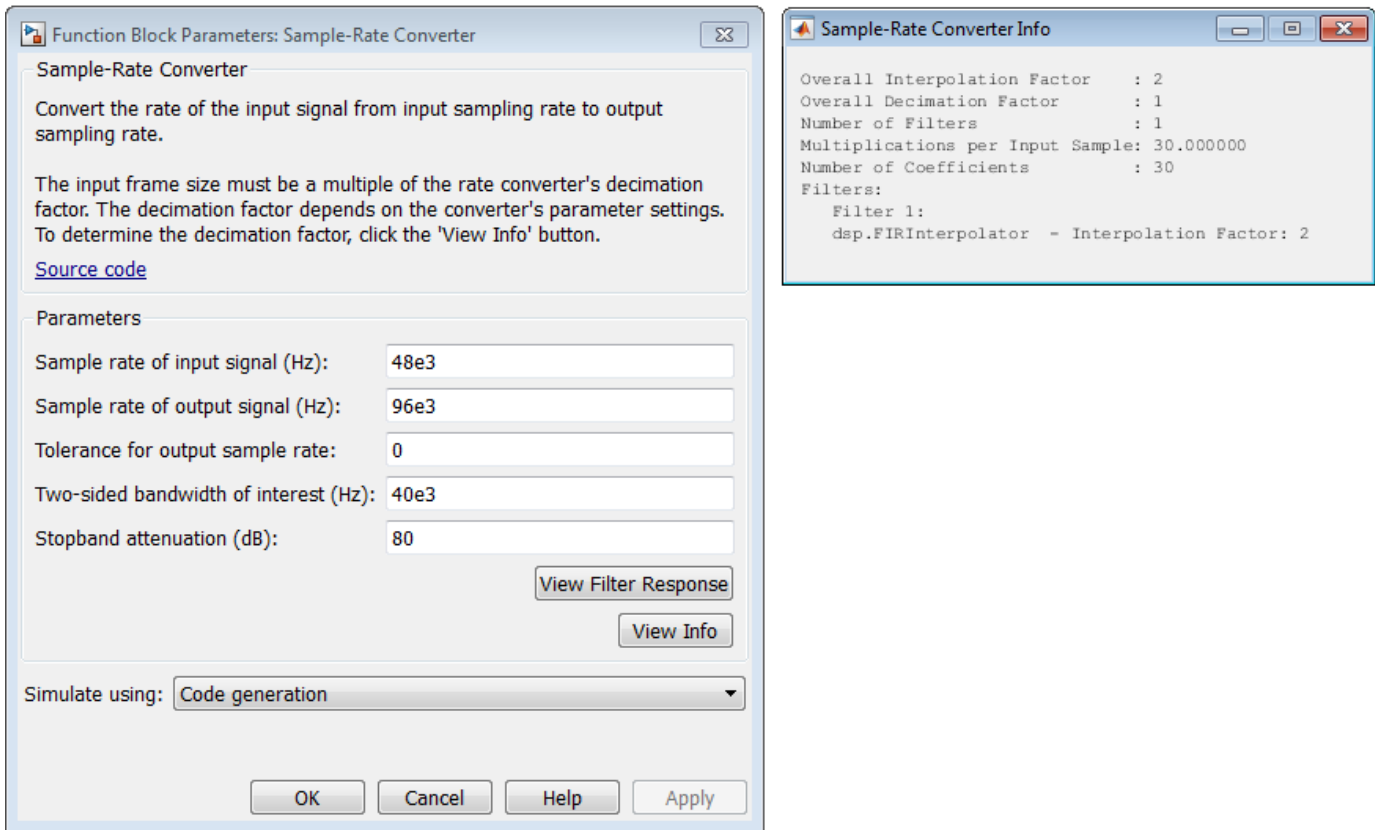 Function Block Parameters: Sample-Rate Converter
Sample-Rate Converter
Convert the rate of the input signal from input sampling rate to output
sampling rate.
The input frame size must be a multiple of the rate converter's decimation
factor. The decimation factor depends on the converter's parameter settings.
To determine the decimation factor, click the 'View Info' button.
Source code
Parameters
Sample rate of input signal (Hz): 48e3
Sample rate of output signal (Hz): 96e3
Tolerance for output sample rate: 0
Two-sided bandwidth of interest (Hz): 40e3
Stopband attenuation (dB): 80
View Filter Response
View Info
Simulate using: Code generation
OK Cancel Help Apply
Sample-Rate Converter Info
Overall Interpolation Factor : 2
Overall Decimation Factor : 1
Number of Filters : 1
Multiplications per Input Sample: 30.000000
Number of Coefficients : 30
Filters:
Filter 1:
dsp.FIRInterpolator - Interpolation Factor: 2